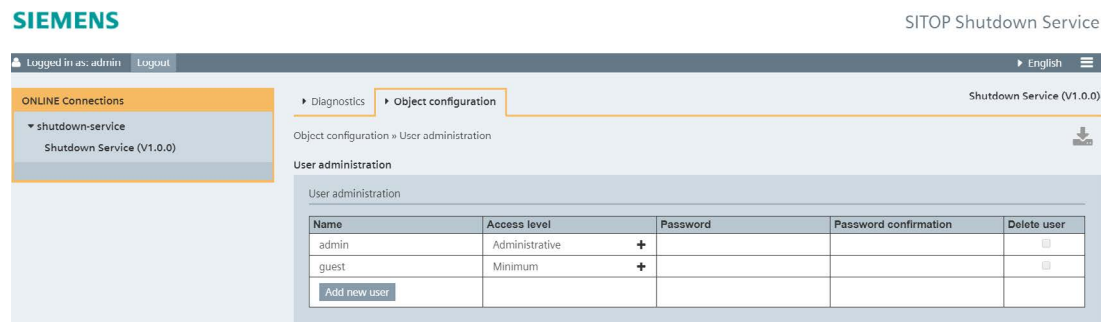 SIEMENS
SITOP Shutdown Service
Logged in as: admin Logout
English
ONLINE Connections
shutdown-service
Shutdown Service (V1.0.0)
Diagnostics Object configuration
Shutdown Service (V1.0.0)
Object configuration » User administration
User administration
User administration
Name Access level Password Password confirmation Delete user
admin Administrative +
guest Minimum +
Add new user